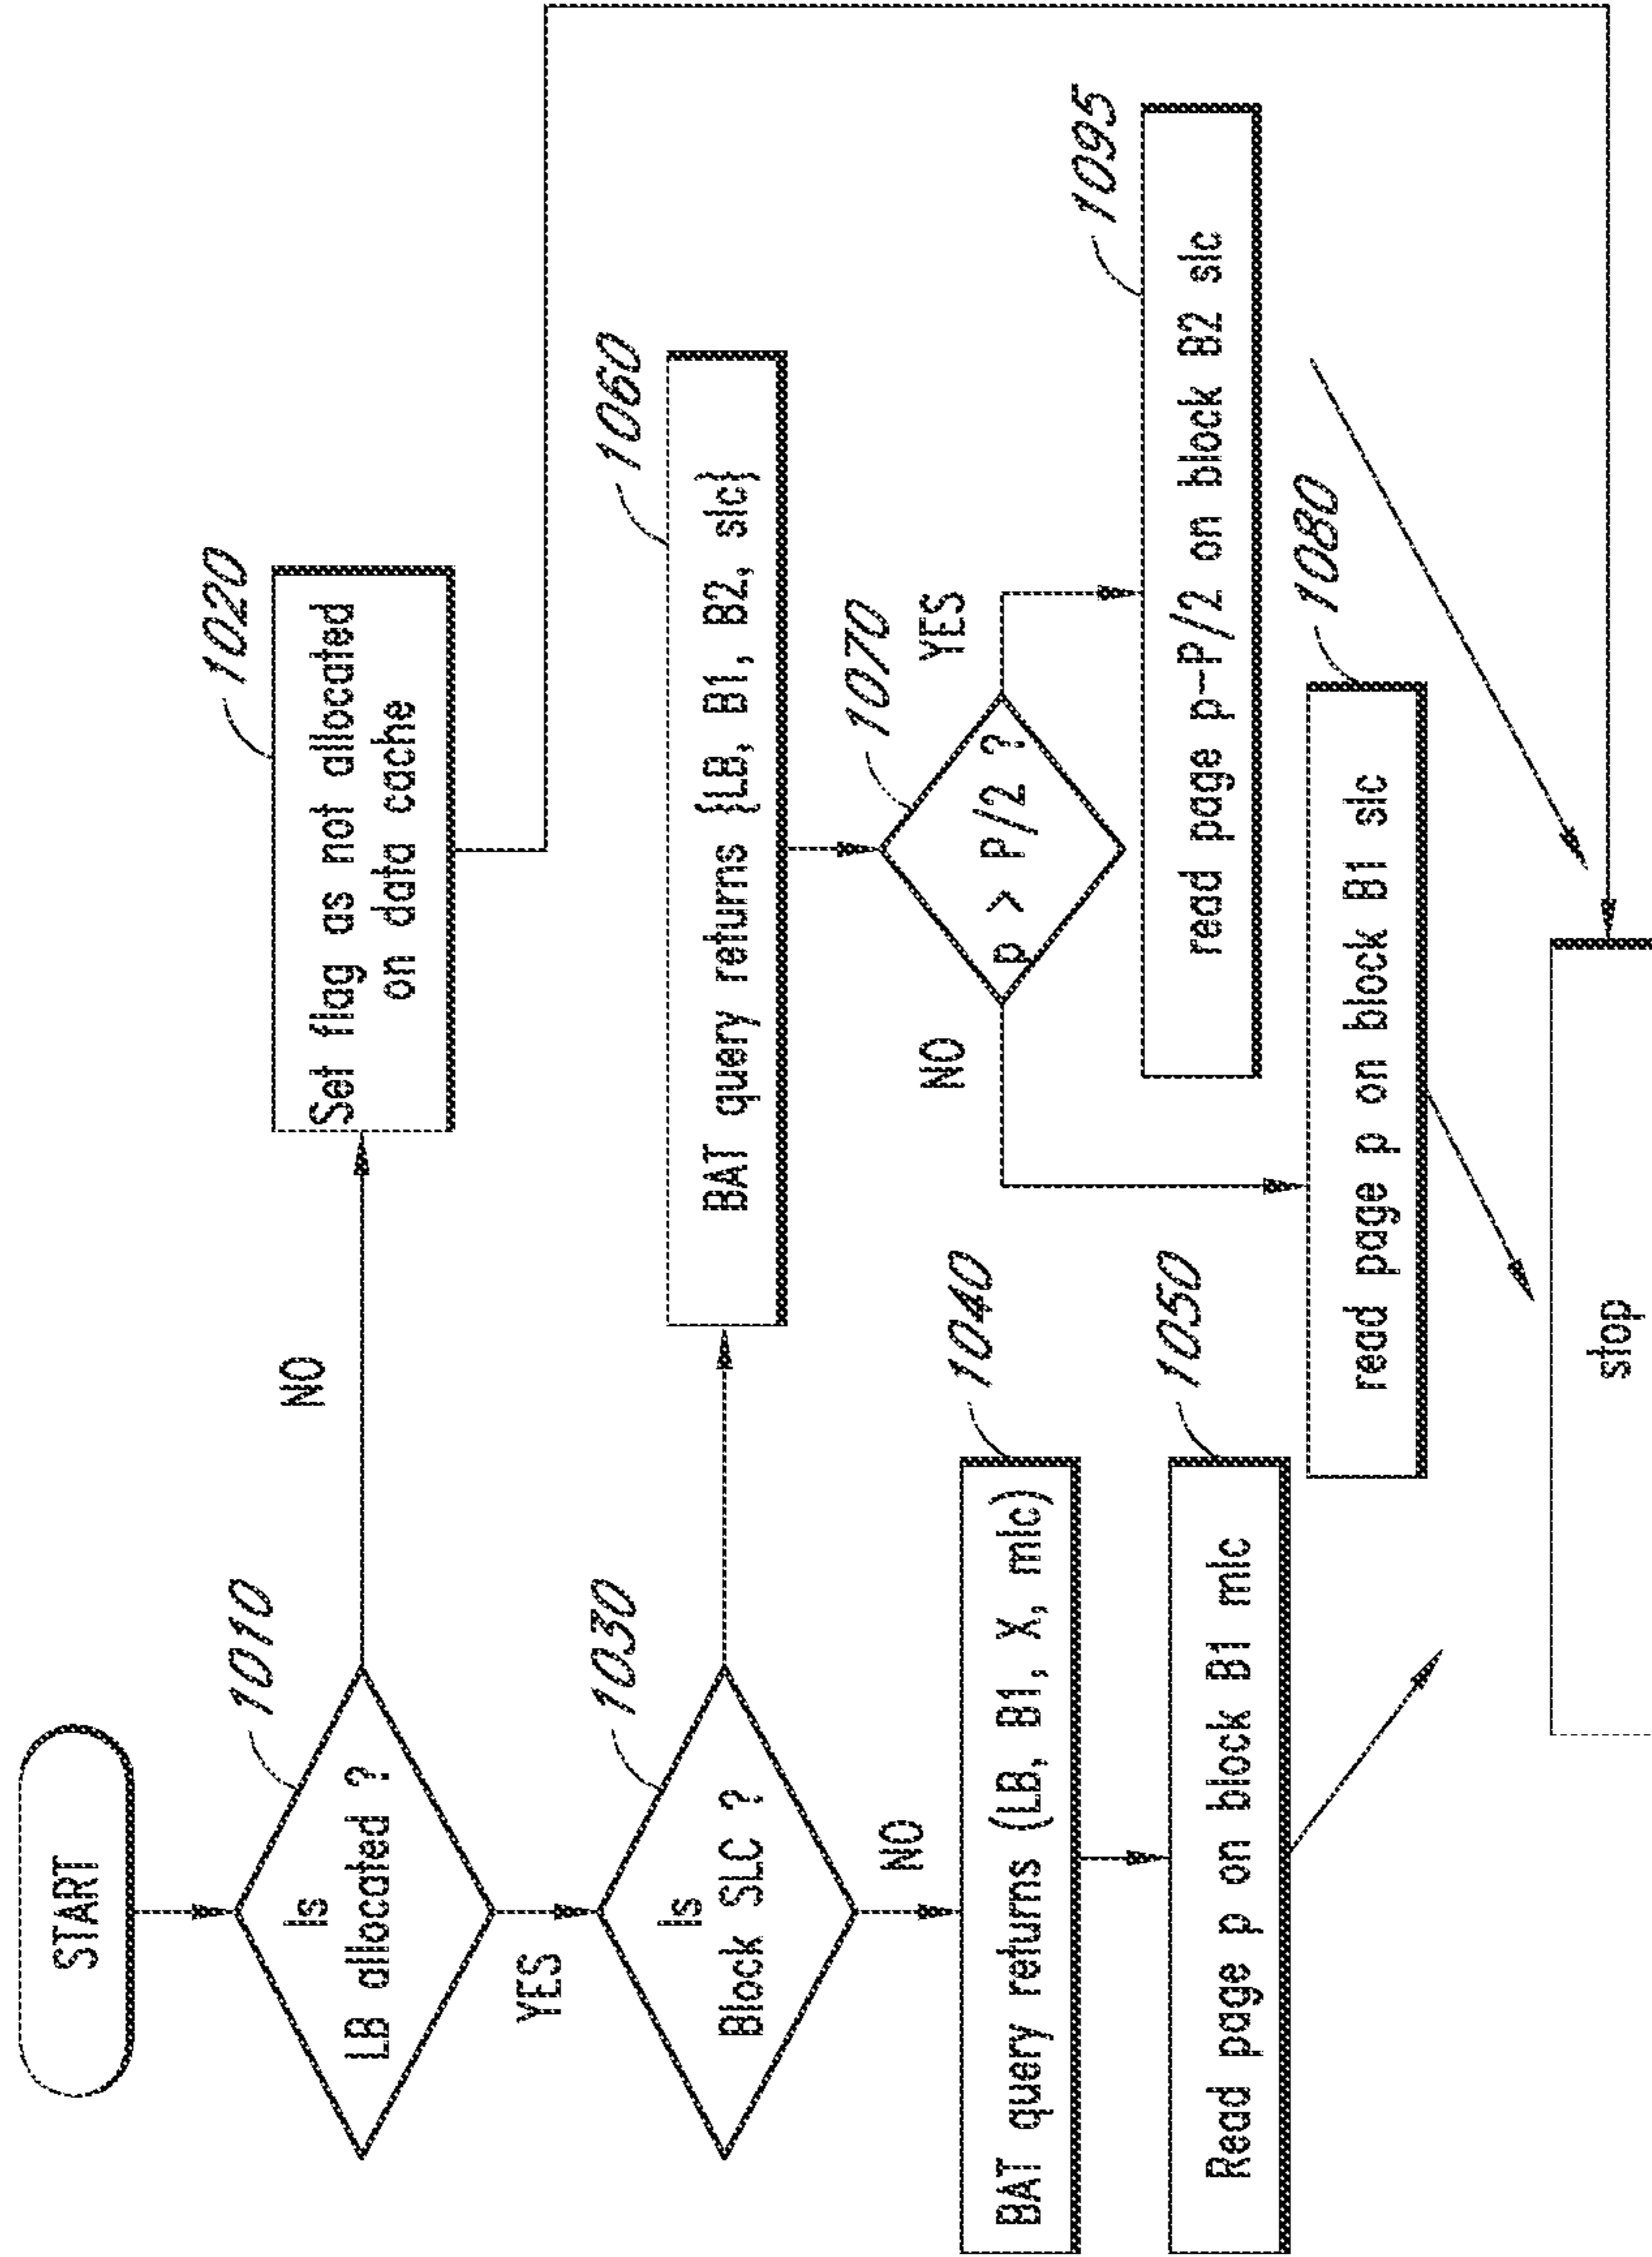 START
1010
Is
LB allocated ?
NO
1020
Set flag as not allocated
on data cache
YES
1030
Is
Block SLC ?
1060
BAT query returns {LB, B1, B2, slc}
NO
1040
BAT query returns (LB, B1, X, mlc)
1070
p > P/2 ?
NO
YES
1050
Read page p on block B1 mlc
1095
read page p-P/2 on block B2 slc
1080
read page p on block B1 slc
stop